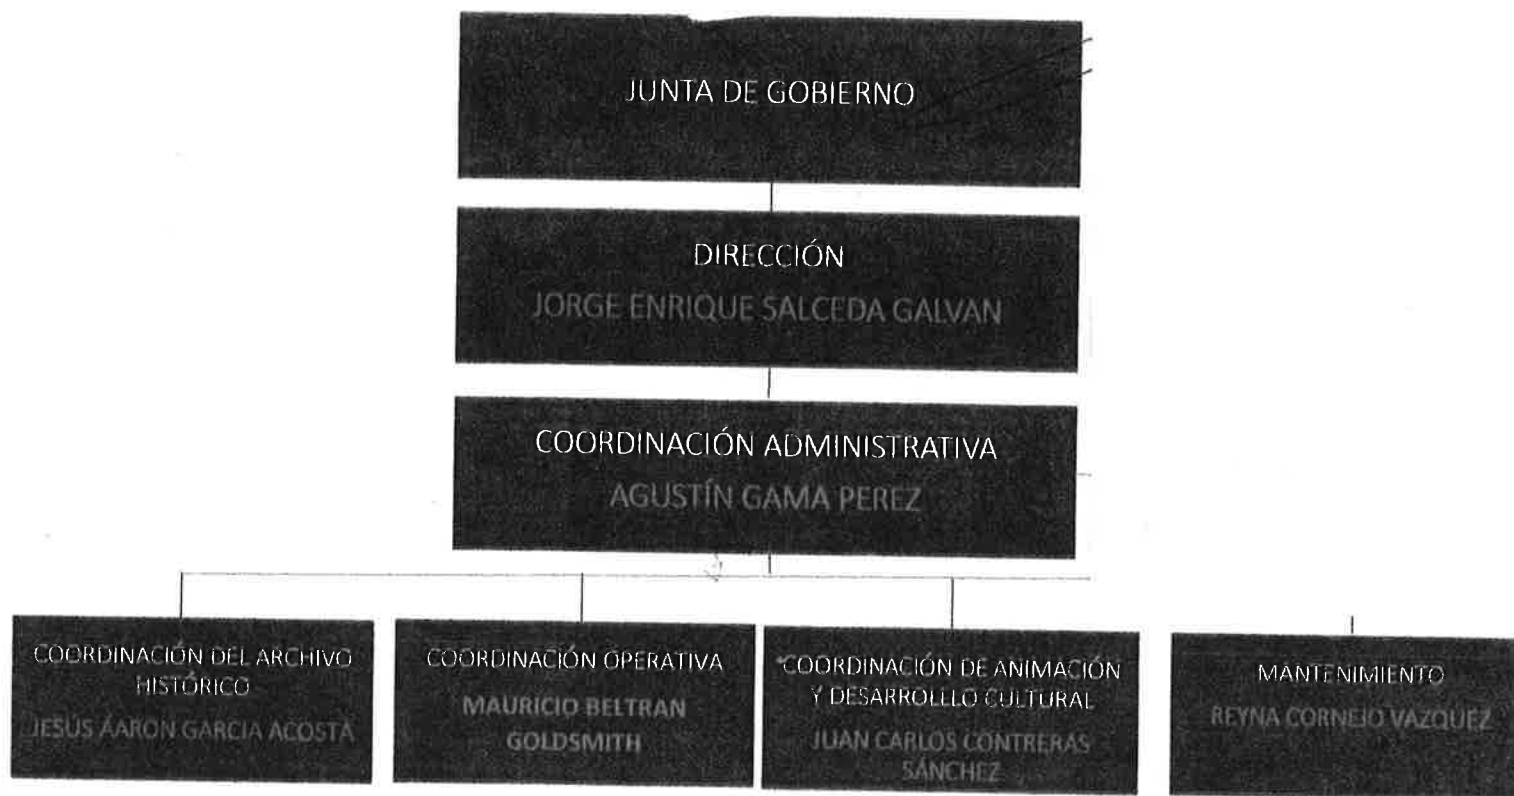 JUNTA DE GOBIERNO
DIRECCIÓN
JORGE ENRIQUE SALCEDA GALVAN
COORDINACIÓN ADMINISTRATIVA
AGUSTÍN GAMA PEREZ
COORDINACIÓN DEL ARCHIVO
HISTÓRICO
JESÚS ÁARON GARCIA ACOSTA
COORDINACIÓN OPERATIVA
MAURICIO BELTRAN
GOLDSMITH
COORDINACIÓN DE ANIMACIÓN
Y DESARROLLLO CULTURAL
JUAN CARLOS CONTRERAS
SÁNCHEZ
MANTENIMIENTO
REYNA CORNEJO VAZQUEZ